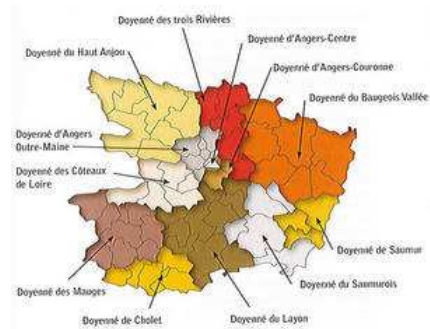 Doyenné des trois Rivières
Doyenné d'Angers-Centre
Doyenné du Haut Anjou
Doyenné d'Angers-Couronne
Doyenné du Baugeois Vallée
Doyenné d'Angers
Outre-Maine
Doyenné des Côteaux
de Loire
Doyenné de Saumur
Doyenné des Mauges
Doyenné du Saumurois
Doyenné de Cholet
Doyenné du Layon